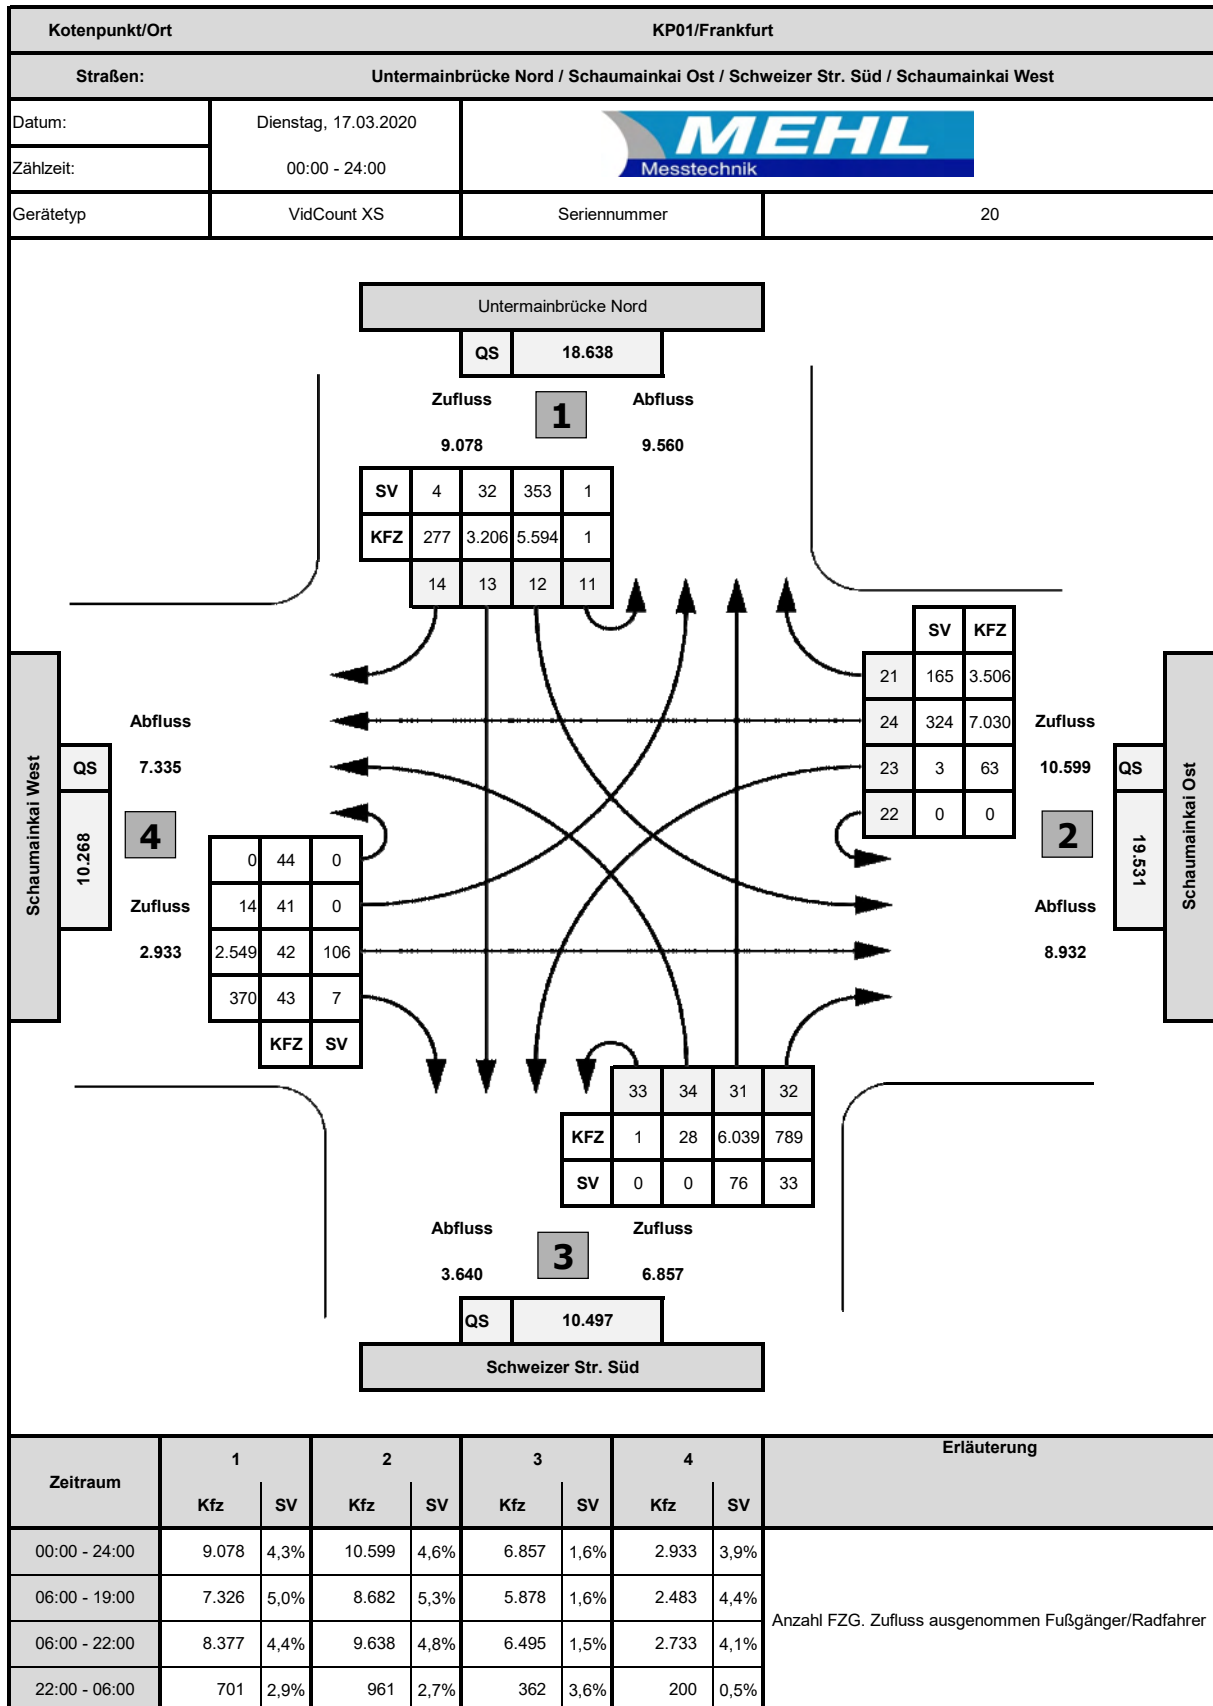 Kotenpunkt/Ort KP01/Frankfurt
Straßen: Untermainbrücke Nord / Schaumainkai Ost / Schweizer Str. Süd / Schaumainkai West
Datum: Dienstag, 17.03.2020
MEHL
Messtechnik
Zählzeit: 00:00 - 24:00
Gerätetyp VidCount XS Seriennummer 20
Untermainbrücke Nord
QS 18.638
Zufluss 1 Abfluss
9.078 9.560
SV 4 32 353 1
KFZ 277 3.206 5.594 1
14 13 12 11
SV KFZ
21 165 3.506
24 324 7.030
23 3 63
22 0 0
Zufluss
10.599
2
Abfluss
8.932
QS
19.531
Schaumainkai Ost
Schaumainkai West
QS
10.268
Abfluss
7.335
4
Zufluss
2.933
0 44 0
14 41 0
2.549 42 106
370 43 7
KFZ SV
33 34 31 32
KFZ 1 28 6.039 789
SV 0 0 76 33
Abfluss 3 Zufluss
3.640 6.857
QS 10.497
Schweizer Str. Süd
Zeitraum 1 2 3 4 Erläuterung
Kfz SV Kfz SV Kfz SV Kfz SV
00:00 - 24:00 9.078 4,3% 10.599 4,6% 6.857 1,6% 2.933 3,9%
06:00 - 19:00 7.326 5,0% 8.682 5,3% 5.878 1,6% 2.483 4,4%
Anzahl FZG. Zufluss ausgenommen Fußgänger/Radfahrer
06:00 - 22:00 8.377 4,4% 9.638 4,8% 6.495 1,5% 2.733 4,1%
22:00 - 06:00 701 2,9% 961 2,7% 362 3,6% 200 0,5%